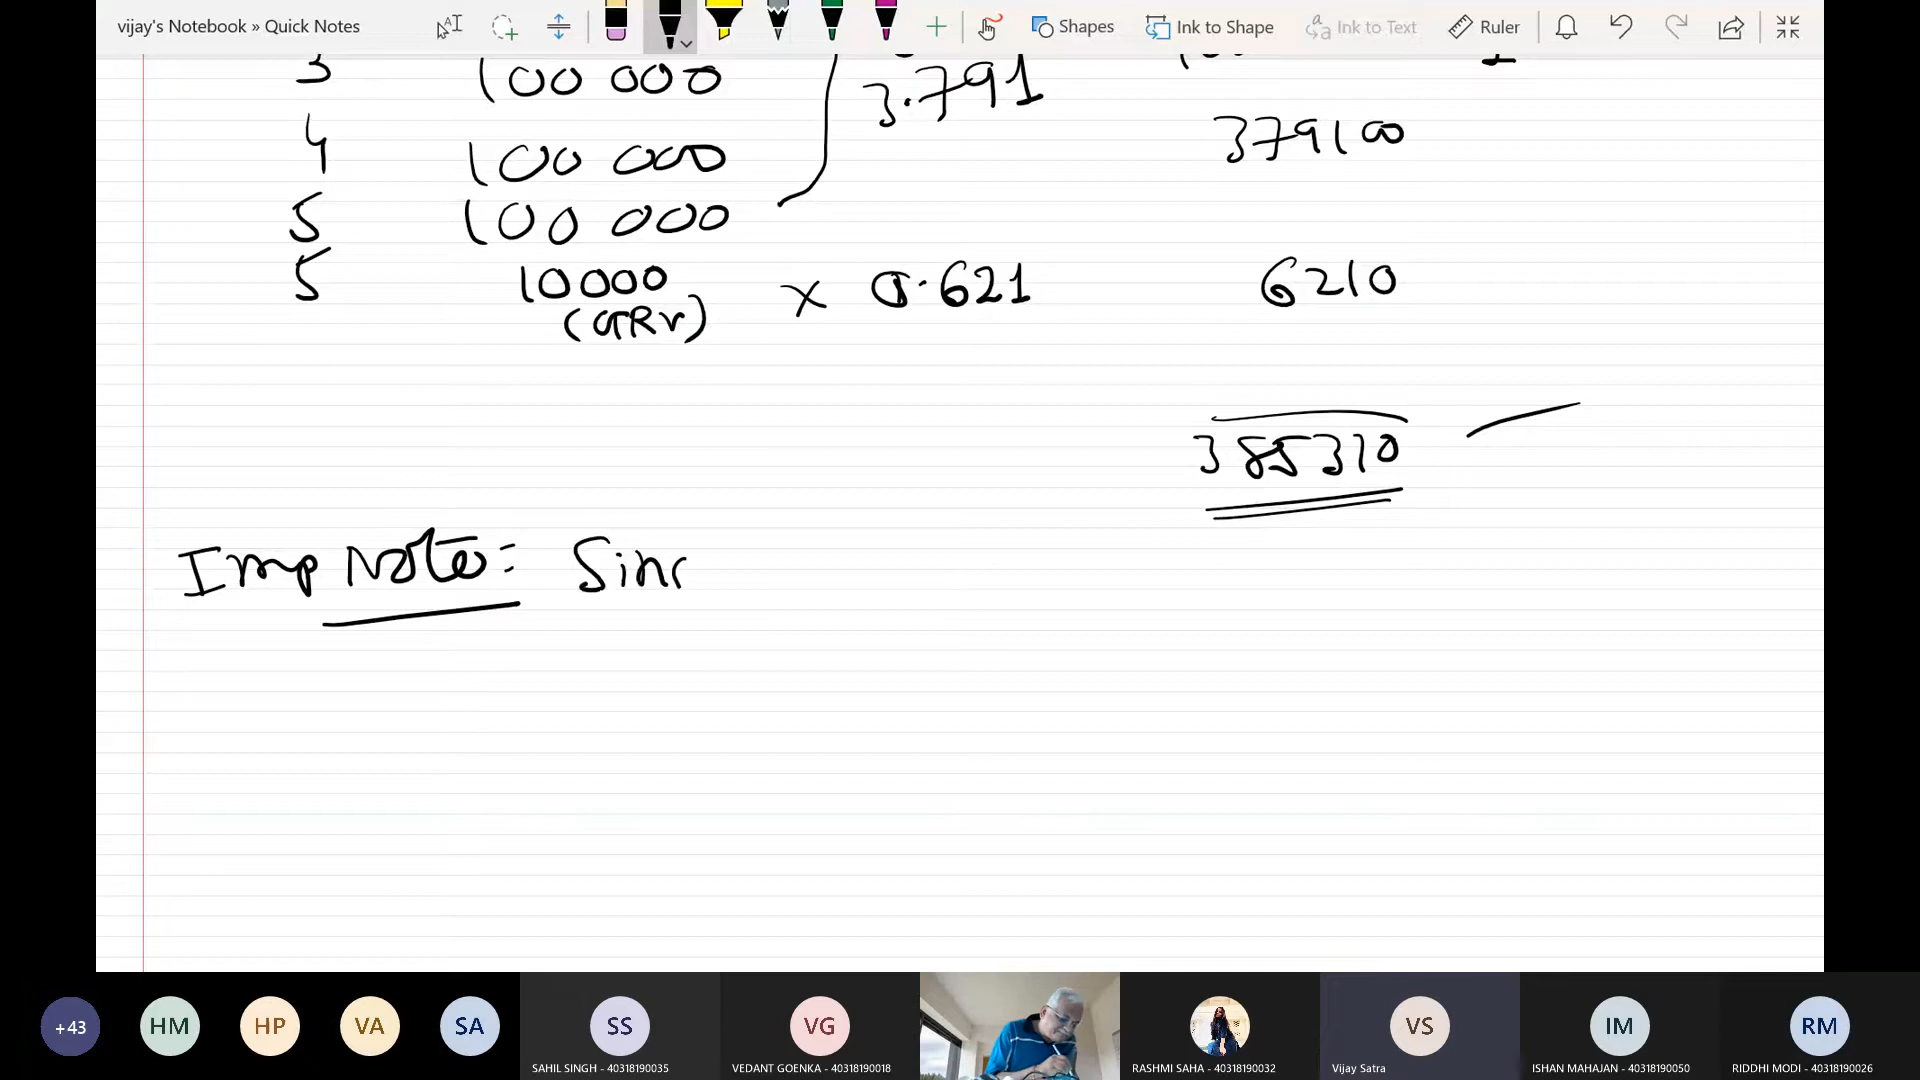 vijay's Notebook » Quick Notes
Shapes Ink to Shape Ink to Text Ruler
3 100 000 3.791
4 100 000 379100
5 100 000
5 10000 x 0.621 6210
(GRV)
385310
Imp Note: Sinc
+43 HM HP VA SA SS VG VS IM RM
SAHIL SINGH - 40318190035 VEDANT GOENKA - 40318190018 RASHMI SAHA - 40318190032 Vijay Satra ISHAN MAHAJAN - 40318190050 RIDDHI MODI - 40318190026